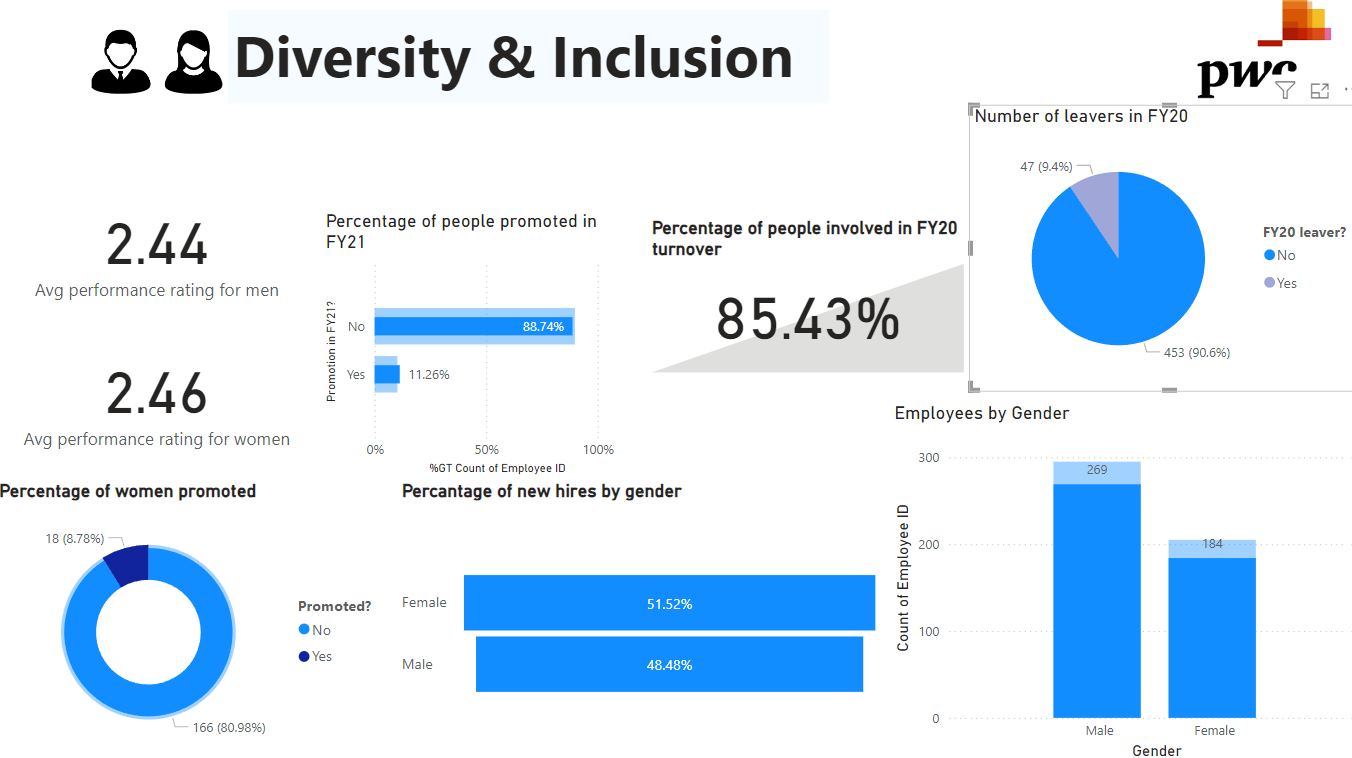 Diversity & Inclusion
pwc
Number of leavers in FY20
47 (9.4%)
453 (90.6%)
FY20 leaver?
No
Yes
2.44
Avg performance rating for men
2.46
Avg performance rating for women
Percentage of people promoted in
FY21
Promotion in FY21?
No
88.74%
Yes
11.26%
0%
50%
100%
%GT Count of Employee ID
Percentage of people involved in FY20
turnover
85.43%
Percentage of women promoted
18 (8.78%)
166 (80.98%)
Promoted?
No
Yes
Percantage of new hires by gender
Female
51.52%
Male
48.48%
Employees by Gender
Count of Employee ID
300
200
100
0
269
184
Male
Female
Gender